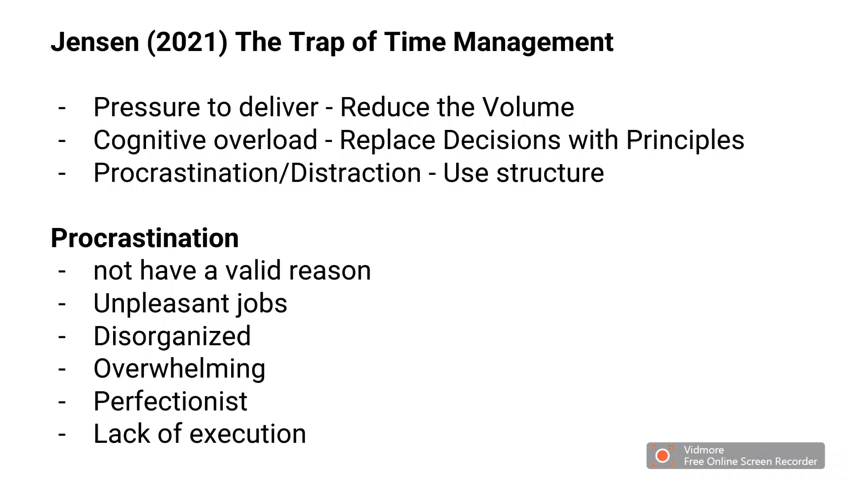 Jensen (2021) The Trap of Time Management
- Pressure to deliver - Reduce the Volume
- Cognitive overload - Replace Decisions with Principles
- Procrastination/Distraction - Use structure
Procrastination
- not have a valid reason
- Unpleasant jobs
- Disorganized
- Overwhelming
- Perfectionist
- Lack of execution
Vidmore
Free Online Screen Recorder